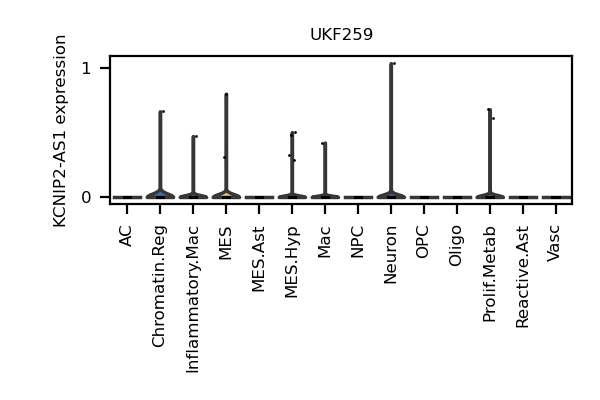 UKF259
KCNIP2-AS1 expression
1
0
AC
Chromatin.Reg
Inflammatory.Mac
MES
MES.Ast
MES.Hyp
Mac
NPC
Neuron
OPC
Oligo
Prolif.Metab
Reactive.Ast
Vasc